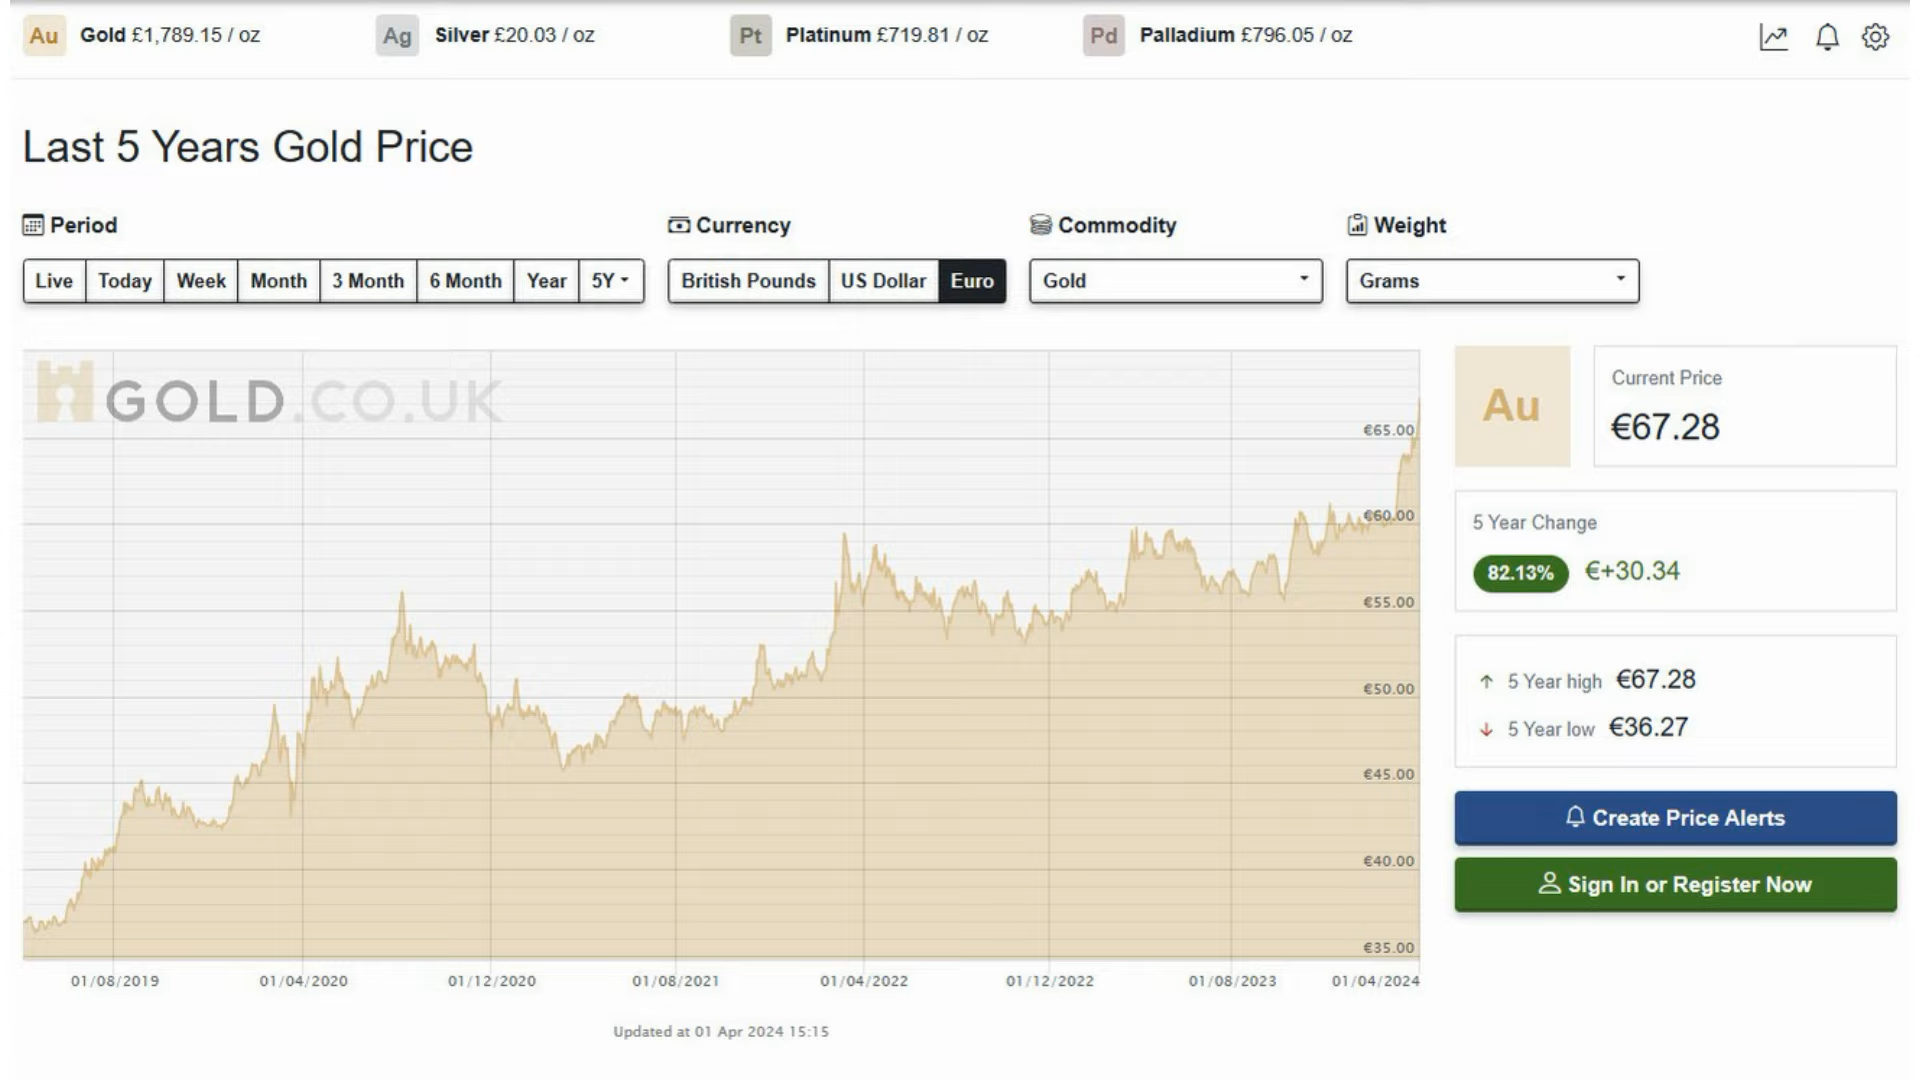 Au Gold £1,789.15 / oz Ag Silver £20.03 / oz Pt Platinum £719.81 / oz Pd Palladium £796.05 / oz
Last 5 Years Gold Price
Period Currency Commodity Weight
Live Today Week Month 3 Month 6 Month Year 5Y British Pounds US Dollar Euro Gold Grams
GOLD.CO.UK
€65.00
€60.00
€55.00
€50.00
€45.00
€40.00
€35.00
01/08/2019 01/04/2020 01/12/2020 01/08/2021 01/04/2022 01/12/2022 01/08/2023 01/04/2024
Updated at 01 Apr 2024 15:15
Au
Current Price
€67.28
5 Year Change
82.13% €+30.34
5 Year high €67.28
5 Year low €36.27
Create Price Alerts
Sign In or Register Now